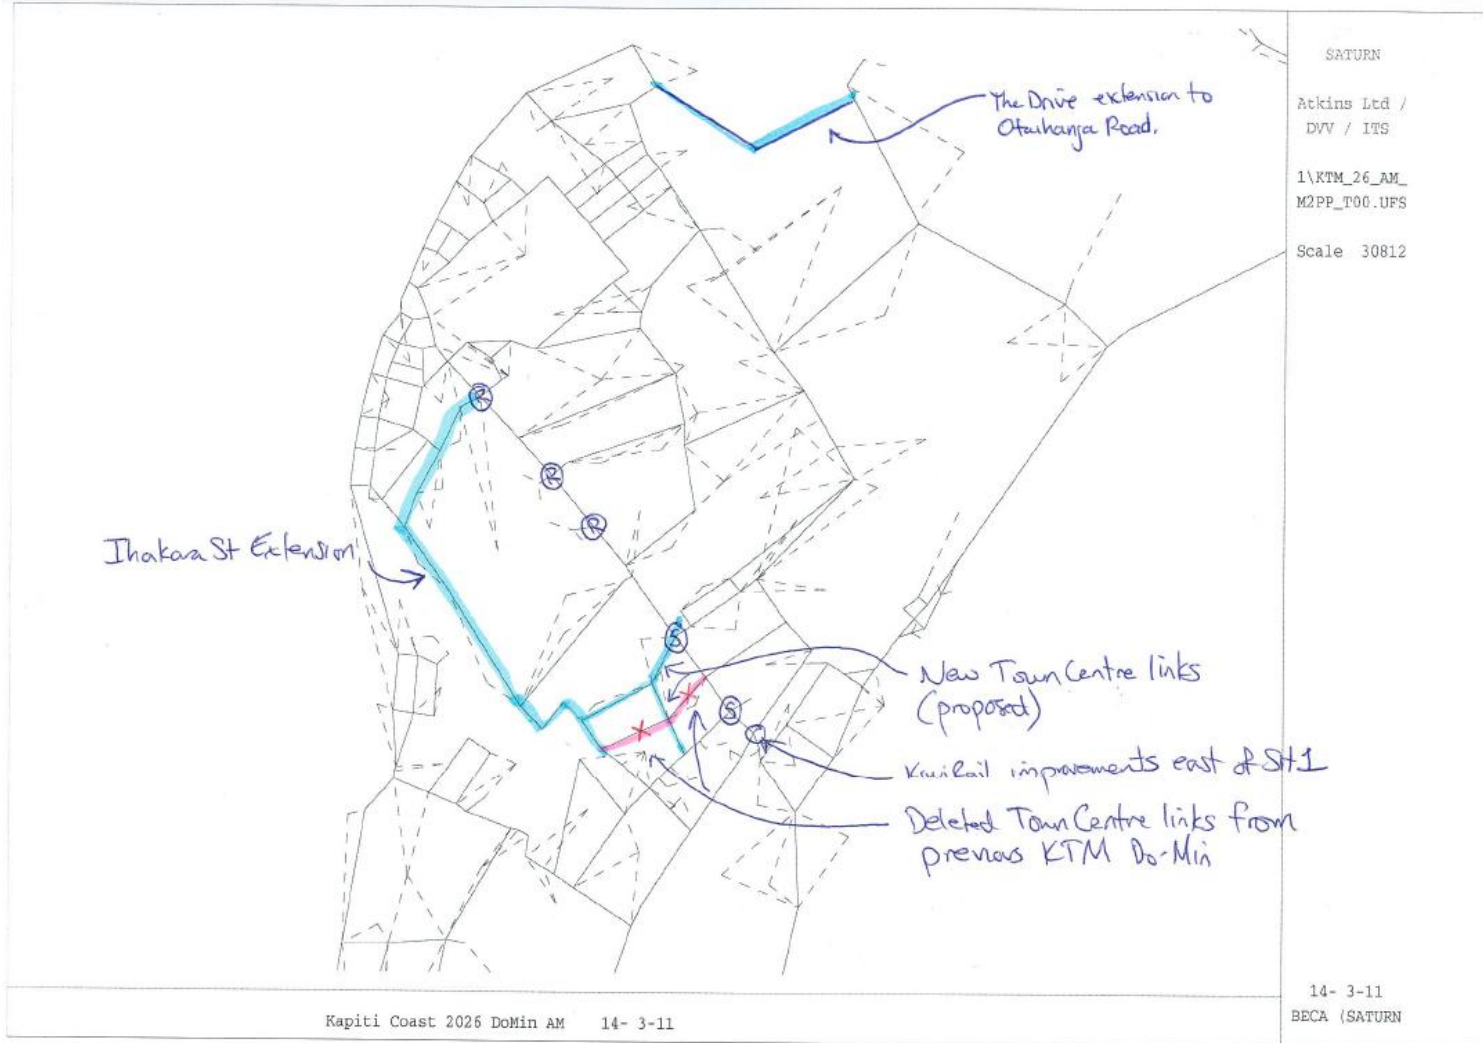 SATURN
Atkins Ltd /
DVV / ITS
1\KTM_26_AM_
M2PP_T00.UFS
Scale 30812
The Drive extension to
Otaihanga Road.
R
R
R
Ihakara St Extension
S
New Town Centre links
(proposed)
S
KiwiRail improvements east of SH1
Deleted Town Centre links from
previous KTM Do-Min
14- 3-11
BECA (SATURN
Kapiti Coast 2026 DoMin AM 14- 3-11